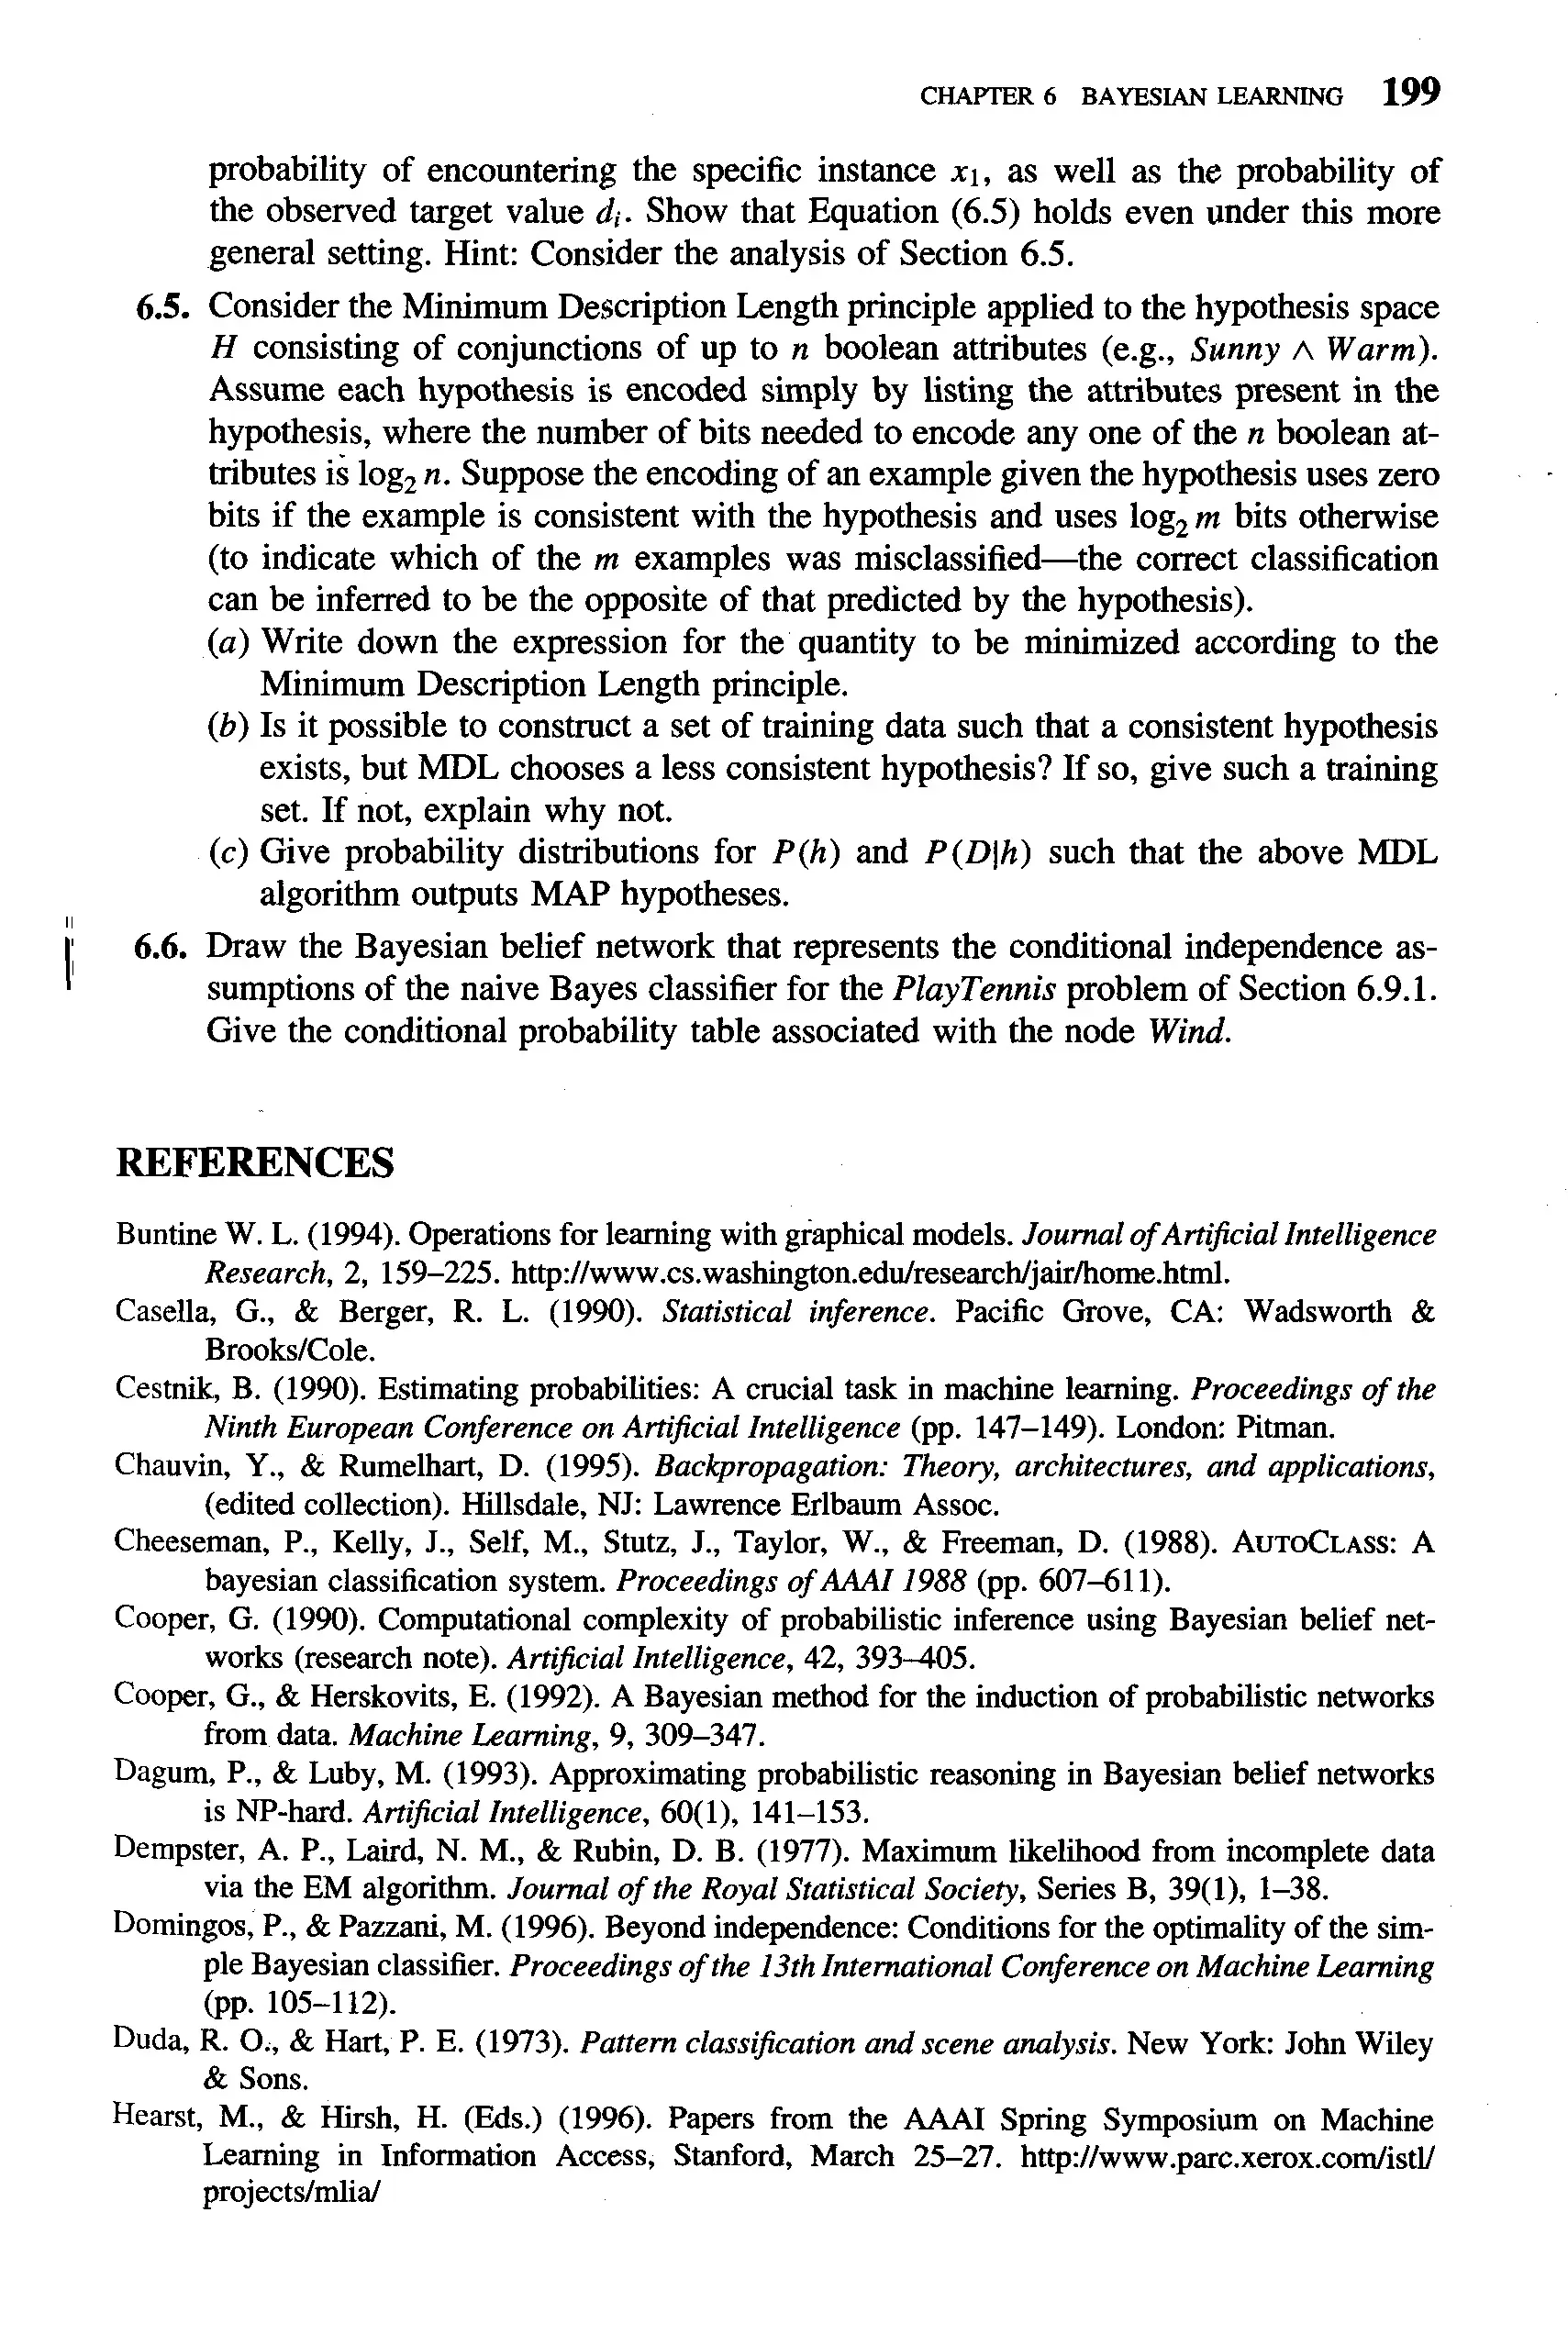 CHAPTER 6 BAYESIAN LEARNING 199
probability of encountering the specific instance x₁, as well as the probability of
the observed target value dᵢ. Show that Equation (6.5) holds even under this more
general setting. Hint: Consider the analysis of Section 6.5.
6.5. Consider the Minimum Description Length principle applied to the hypothesis space
H consisting of conjunctions of up to n boolean attributes (e.g., Sunny ∧ Warm).
Assume each hypothesis is encoded simply by listing the attributes present in the
hypothesis, where the number of bits needed to encode any one of the n boolean at-
tributes is log₂ n. Suppose the encoding of an example given the hypothesis uses zero
bits if the example is consistent with the hypothesis and uses log₂ m bits otherwise
(to indicate which of the m examples was misclassified—the correct classification
can be inferred to be the opposite of that predicted by the hypothesis).
(a) Write down the expression for the quantity to be minimized according to the
Minimum Description Length principle.
(b) Is it possible to construct a set of training data such that a consistent hypothesis
exists, but MDL chooses a less consistent hypothesis? If so, give such a training
set. If not, explain why not.
(c) Give probability distributions for P(h) and P(D|h) such that the above MDL
algorithm outputs MAP hypotheses.
6.6. Draw the Bayesian belief network that represents the conditional independence as-
sumptions of the naive Bayes classifier for the PlayTennis problem of Section 6.9.1.
Give the conditional probability table associated with the node Wind.
REFERENCES
Buntine W. L. (1994). Operations for learning with graphical models. Journal of Artificial Intelligence
Research, 2, 159–225. http://www.cs.washington.edu/research/jair/home.html.
Casella, G., & Berger, R. L. (1990). Statistical inference. Pacific Grove, CA: Wadsworth &
Brooks/Cole.
Cestnik, B. (1990). Estimating probabilities: A crucial task in machine learning. Proceedings of the
Ninth European Conference on Artificial Intelligence (pp. 147–149). London: Pitman.
Chauvin, Y., & Rumelhart, D. (1995). Backpropagation: Theory, architectures, and applications,
(edited collection). Hillsdale, NJ: Lawrence Erlbaum Assoc.
Cheeseman, P., Kelly, J., Self, M., Stutz, J., Taylor, W., & Freeman, D. (1988). AUTOCLASS: A
bayesian classification system. Proceedings of AAAI 1988 (pp. 607–611).
Cooper, G. (1990). Computational complexity of probabilistic inference using Bayesian belief net-
works (research note). Artificial Intelligence, 42, 393–405.
Cooper, G., & Herskovits, E. (1992). A Bayesian method for the induction of probabilistic networks
from data. Machine Learning, 9, 309–347.
Dagum, P., & Luby, M. (1993). Approximating probabilistic reasoning in Bayesian belief networks
is NP-hard. Artificial Intelligence, 60(1), 141–153.
Dempster, A. P., Laird, N. M., & Rubin, D. B. (1977). Maximum likelihood from incomplete data
via the EM algorithm. Journal of the Royal Statistical Society, Series B, 39(1), 1–38.
Domingos, P., & Pazzani, M. (1996). Beyond independence: Conditions for the optimality of the sim-
ple Bayesian classifier. Proceedings of the 13th International Conference on Machine Learning
(pp. 105–112).
Duda, R. O., & Hart, P. E. (1973). Pattern classification and scene analysis. New York: John Wiley
& Sons.
Hearst, M., & Hirsh, H. (Eds.) (1996). Papers from the AAAI Spring Symposium on Machine
Learning in Information Access, Stanford, March 25–27. http://www.parc.xerox.com/istl/
projects/mlia/